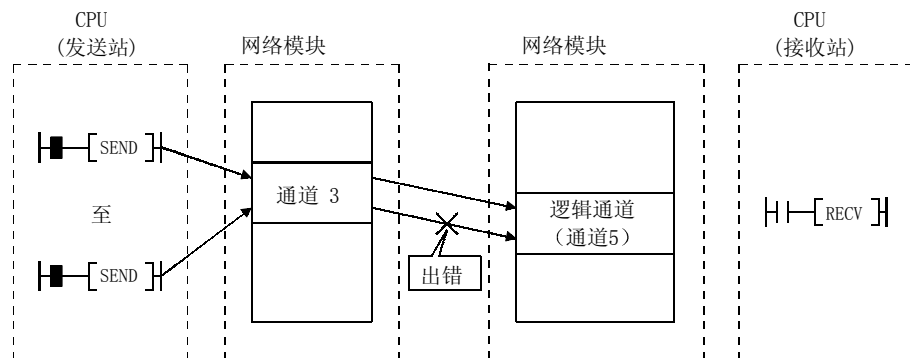 CPU
(发送站)
网络模块
网络模块
CPU
(接收站)
SEND
通道 3
至
逻辑通道
(通道5)
RECV
SEND
出错